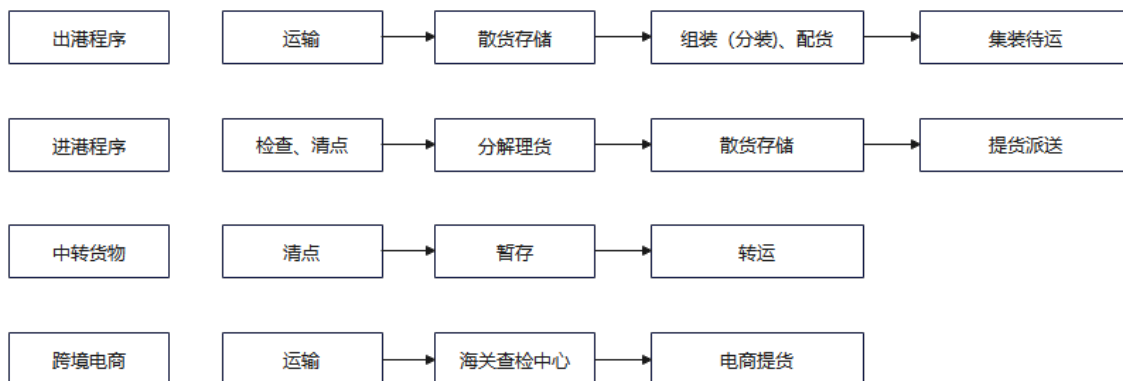 出港程序 运输 散货存储 组装（分装)、配货 集装待运
进港程序 检查、清点 分解理货 散货存储 提货派送
中转货物 清点 暂存 转运
跨境电商 运输 海关查检中心 电商提货